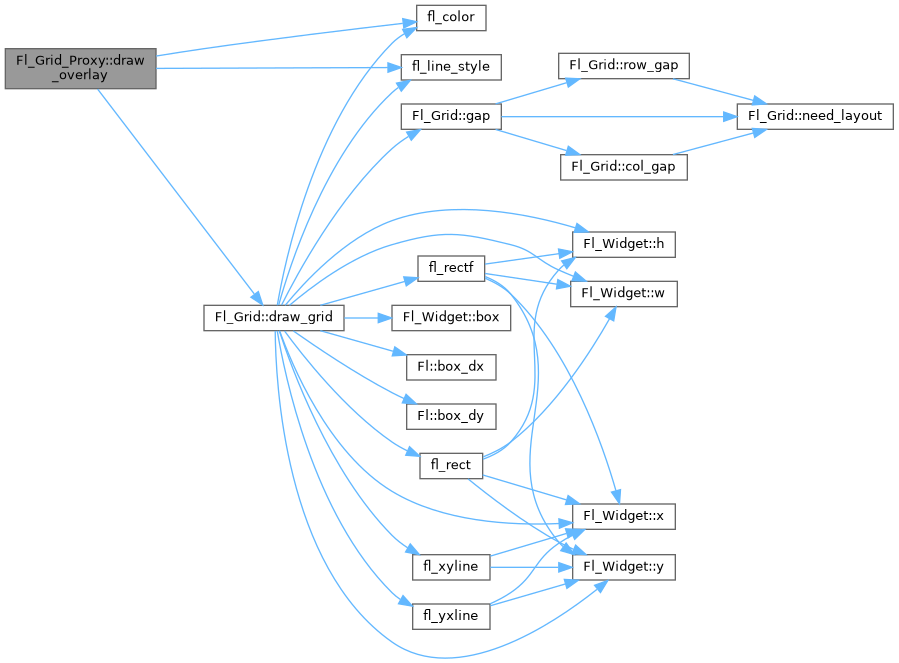 fl_color
Fl_Grid_Proxy::draw
_overlay
fl_line_style
Fl_Grid::row_gap
Fl_Grid::gap
Fl_Grid::need_layout
Fl_Grid::col_gap
Fl_Widget::h
fl_rectf
Fl_Widget::w
Fl_Grid::draw_grid
Fl_Widget::box
Fl::box_dx
Fl::box_dy
fl_rect
Fl_Widget::x
fl_xyline
Fl_Widget::y
fl_yxline